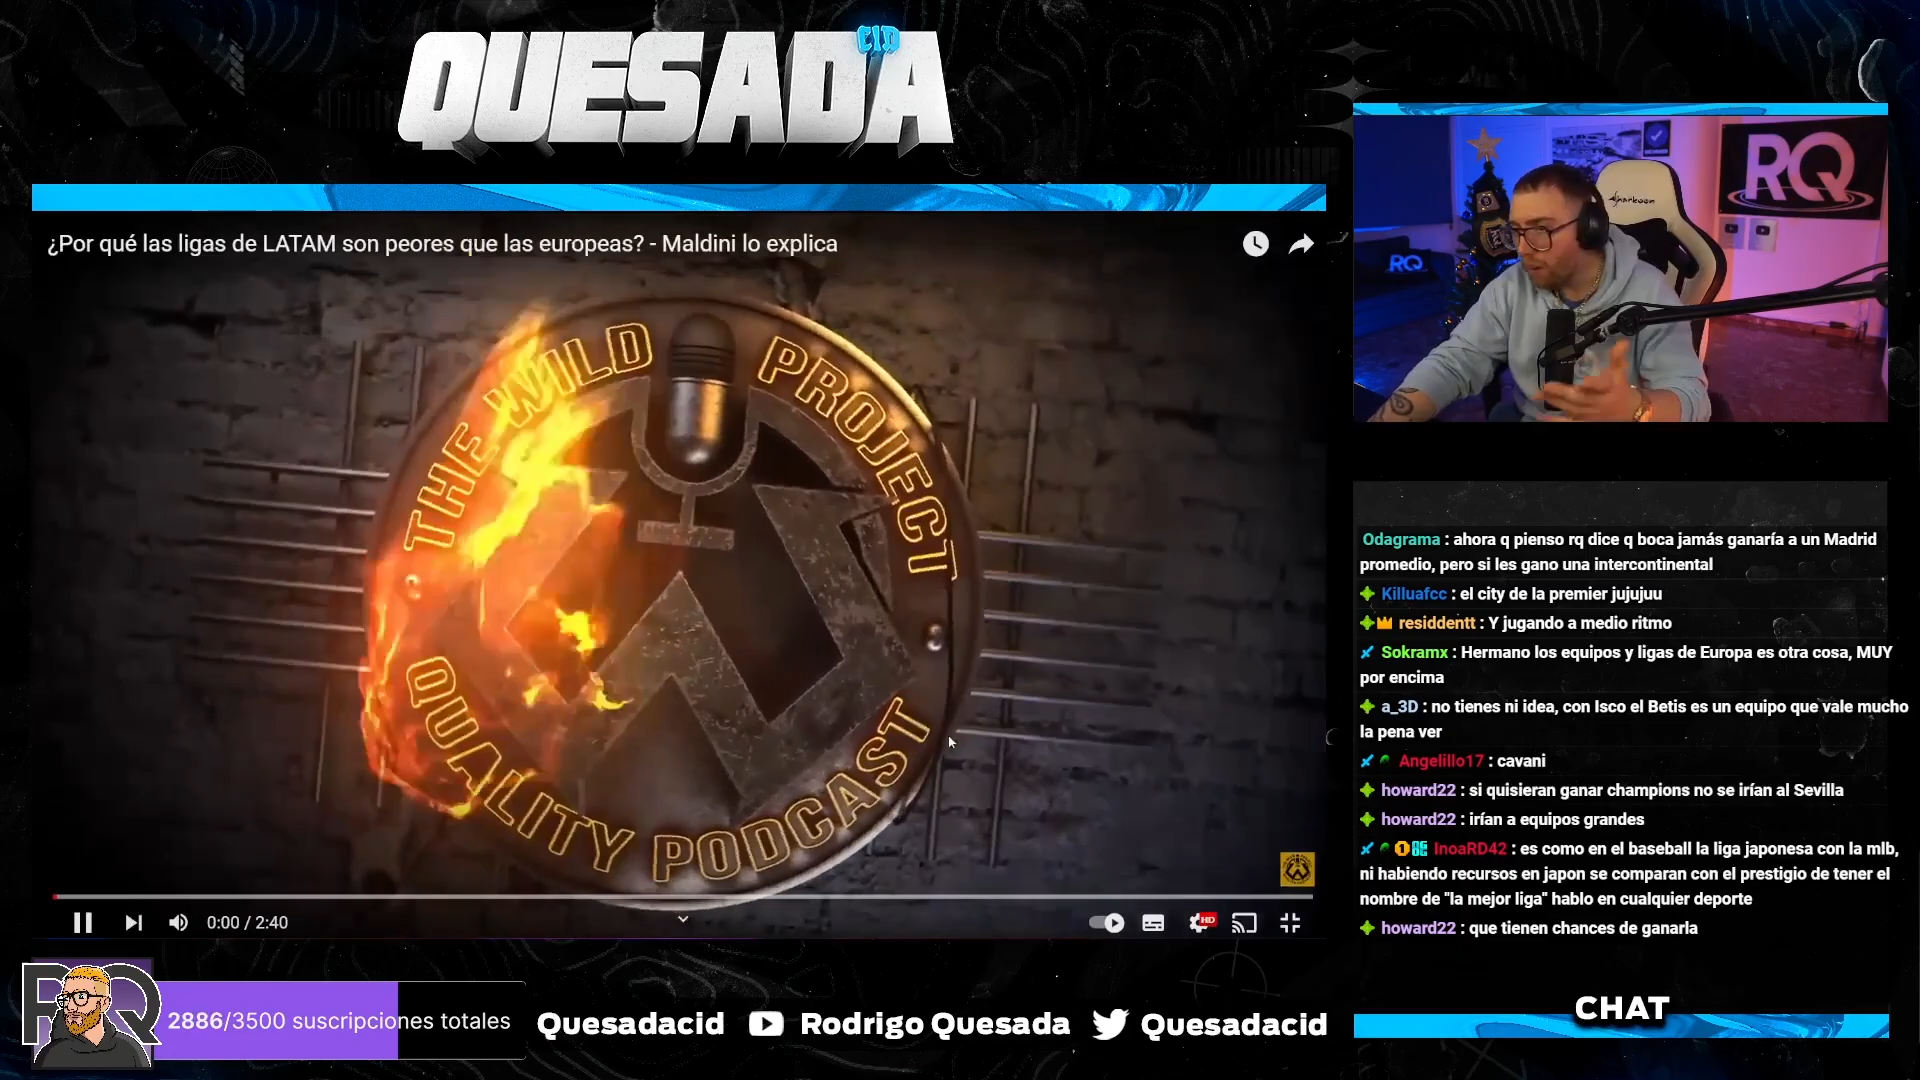 QUESADA
CID
¿Por qué las ligas de LATAM son peores que las europeas? - Maldini lo explica
THE WILD PROJECT
QUALITY PODCAST
0:00 / 2:40
HD
RQ
sharkoon
RQ
Odagrama : ahora q pienso rq dice q boca jamás ganaría a un Madrid
promedio, pero si les gano una intercontinental
Killuafcc : el city de la premier jujujuu
residdentt : Y jugando a medio ritmo
Sokramx : Hermano los equipos y ligas de Europa es otra cosa, MUY
por encima
a_3D : no tienes ni idea, con Isco el Betis es un equipo que vale mucho
la pena ver
Angelillo17 : cavani
howard22 : si quisieran ganar champions no se irían al Sevilla
howard22 : irían a equipos grandes
InoaRD42 : es como en el baseball la liga japonesa con la mlb,
ni habiendo recursos en japon se comparan con el prestigio de tener el
nombre de "la mejor liga" hablo en cualquier deporte
howard22 : que tienen chances de ganarla
CHAT
RQ
2886/3500 suscripciones totales
Quesadacid
Rodrigo Quesada
Quesadacid